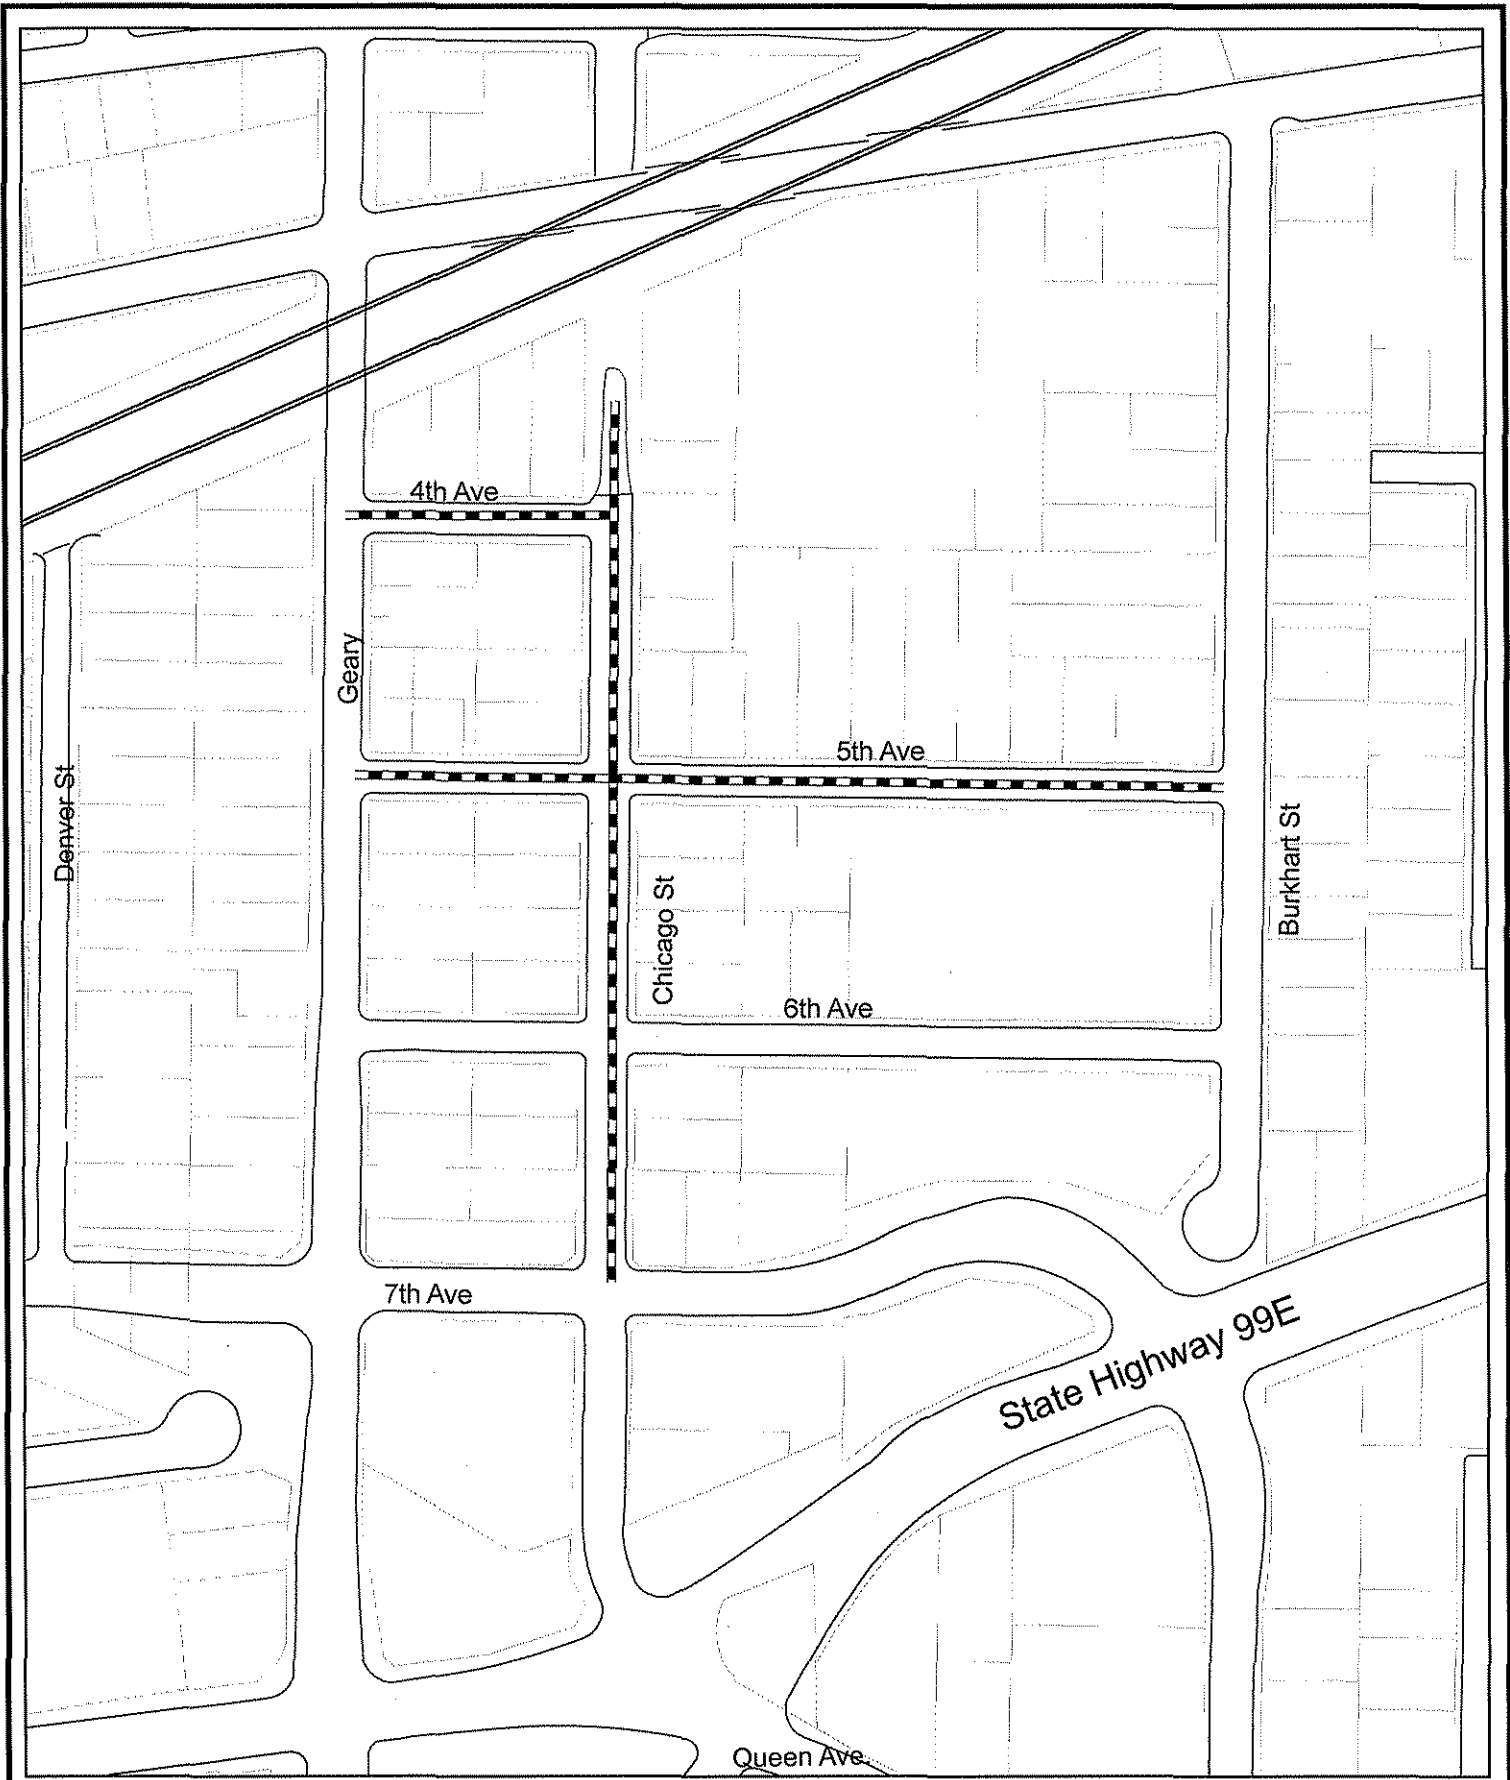 4th Ave
Geary
5th Ave
Denver St
Burkhart St
Chicago St
6th Ave
7th Ave
State Highway 99E
Queen Ave.